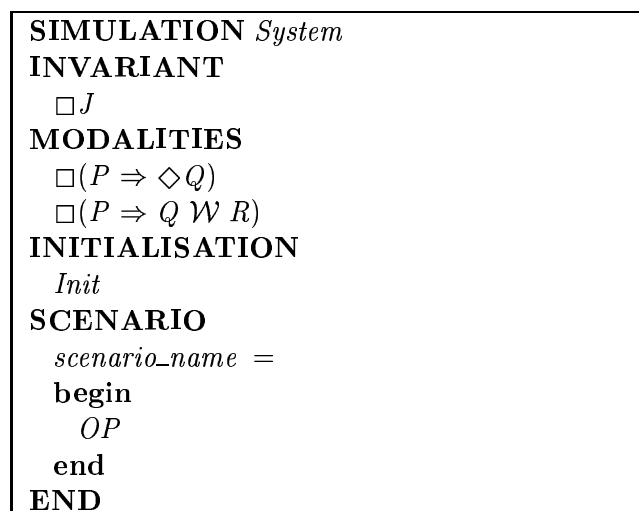 SIMULATION System
INVARIANT
□J
MODALITIES
□(P ⇒ ◇Q)
□(P ⇒ Q 𝒲 R)
INITIALISATION
Init
SCENARIO
scenario_name =
begin
OP
end
END